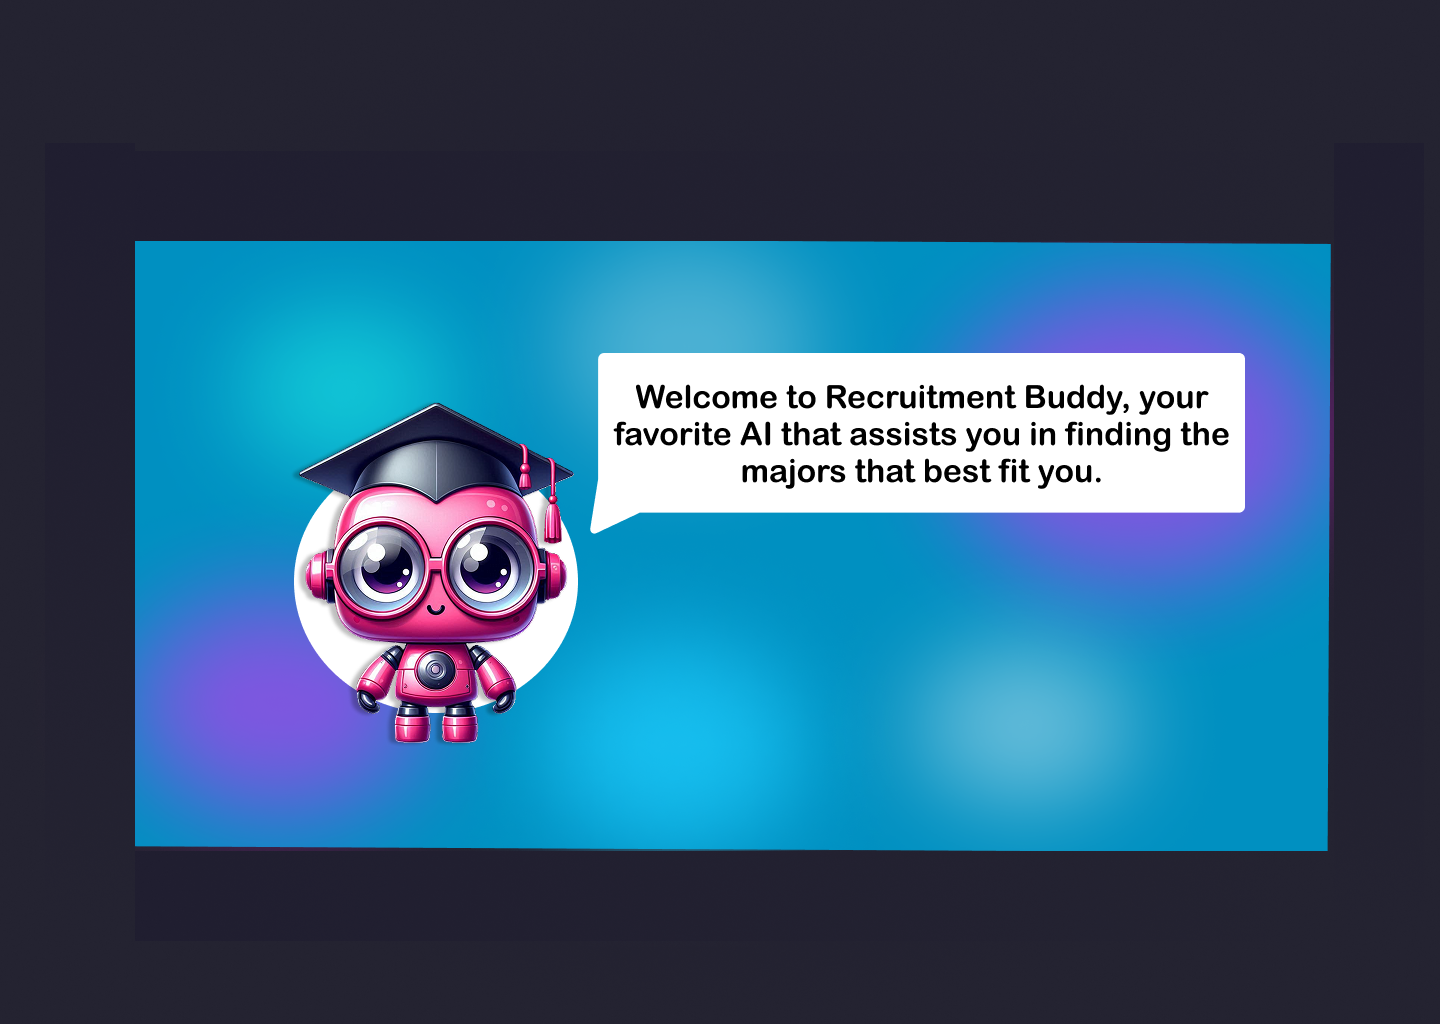 Welcome to Recruitment Buddy, your
favorite AI that assists you in finding the
majors that best fit you.